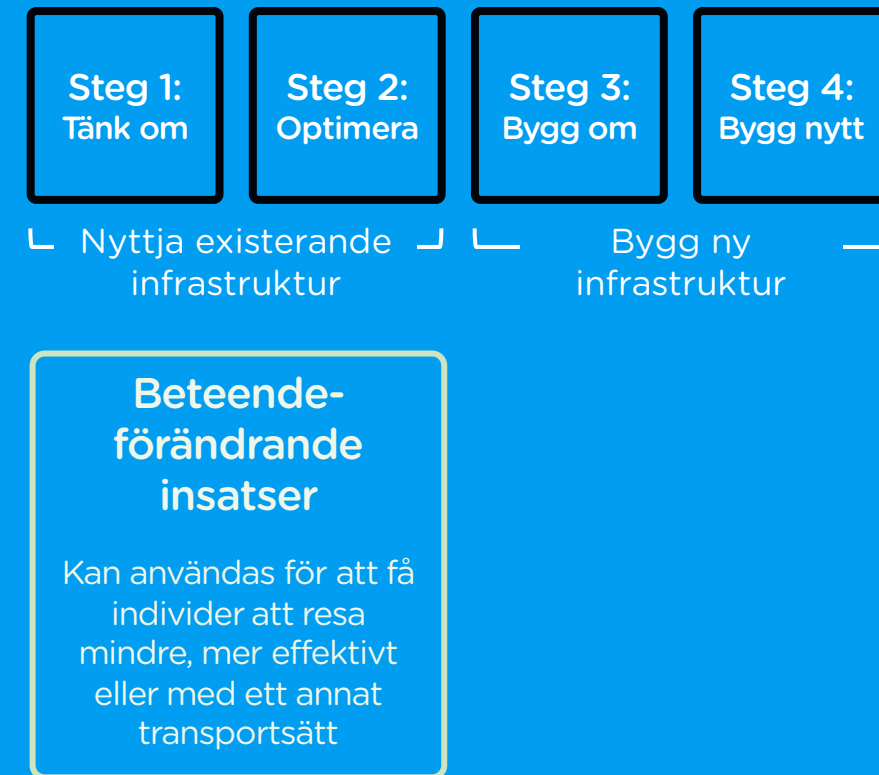 Steg 1:
Tänk om
Steg 2:
Optimera
Steg 3:
Bygg om
Steg 4:
Bygg nytt
Nyttja existerande
infrastruktur
Bygg ny
infrastruktur
Beteende-
förändrande
insatser
Kan användas för att få
individer att resa
mindre, mer effektivt
eller med ett annat
transportsätt